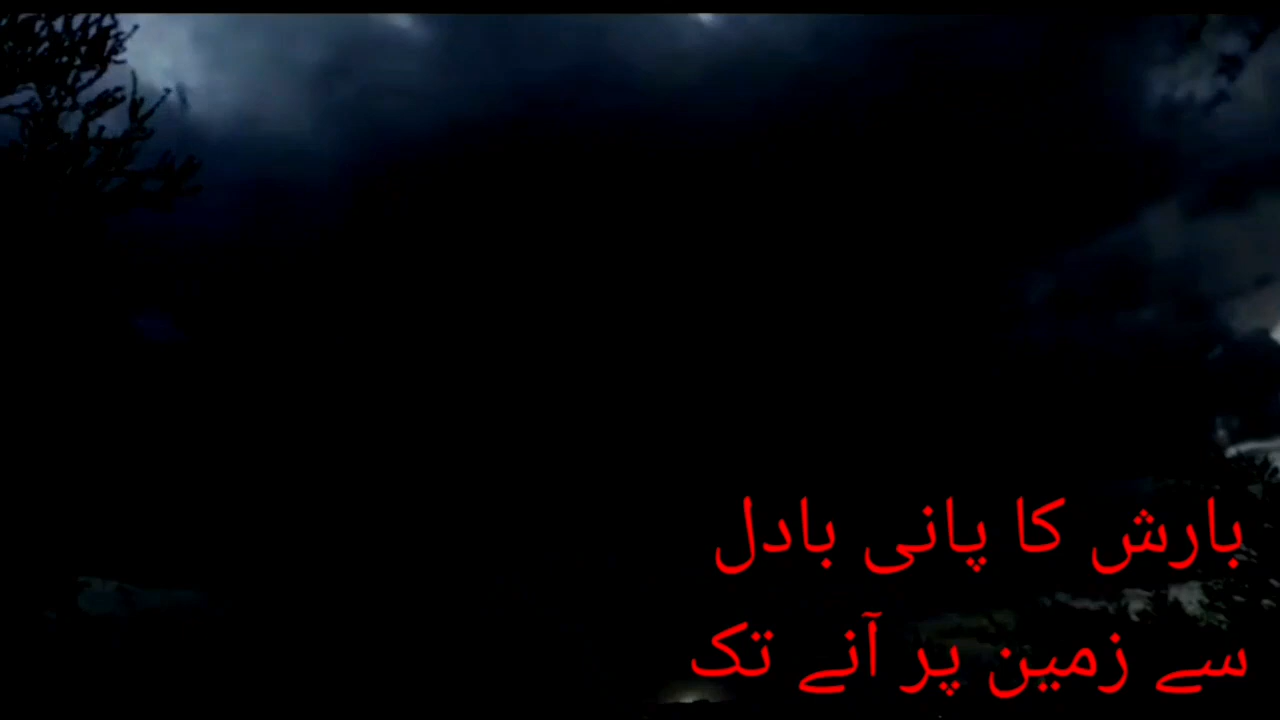 بارش کا پانی بادل
سے زمین پر آنے تک